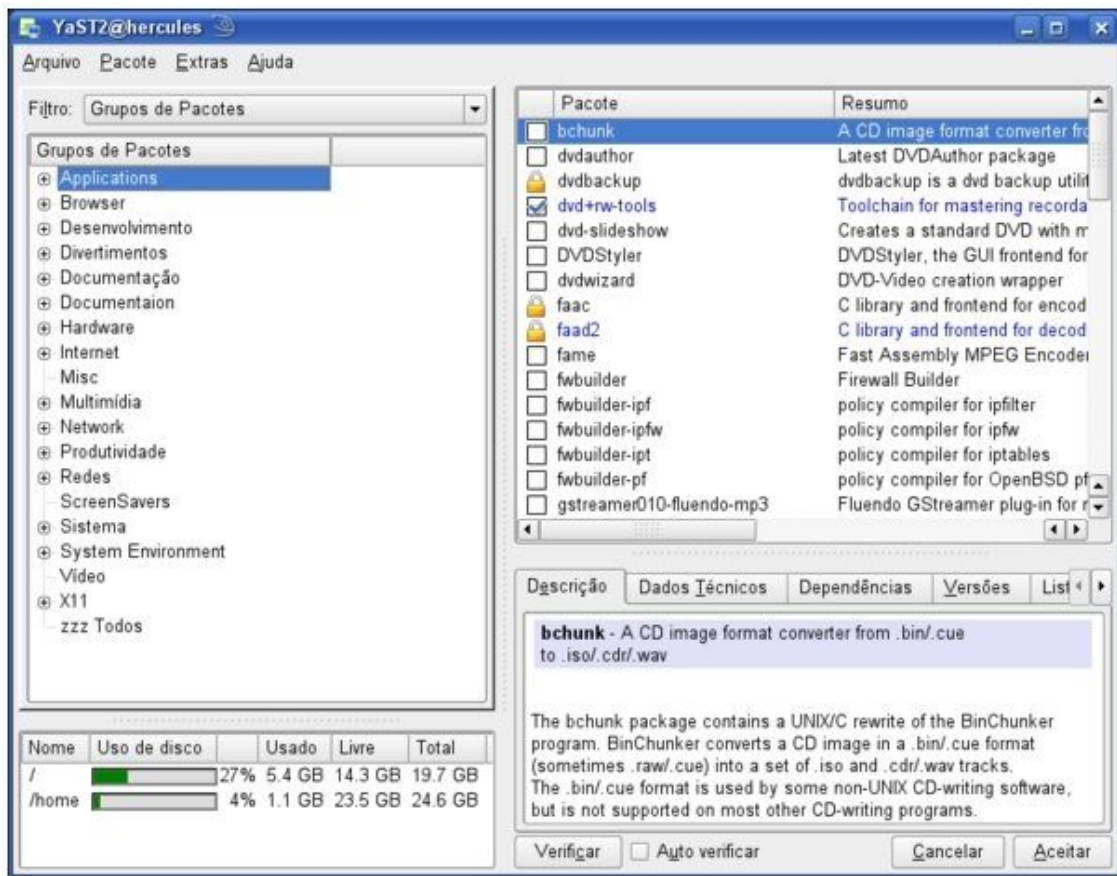 YaST2@hercules
Arquivo Pacote Extras Ajuda
Filtro: Grupos de Pacotes
Grupos de Pacotes
Applications
Browser
Desenvolvimento
Divertimentos
Documentação
Documentaion
Hardware
Internet
Misc
Multimídia
Network
Produtividade
Redes
ScreenSavers
Sistema
System Environment
Vídeo
X11
zzz Todos
Nome Uso de disco Usado Livre Total
/ 27% 5.4 GB 14.3 GB 19.7 GB
/home 4% 1.1 GB 23.5 GB 24.6 GB
Pacote Resumo
bchunk A CD image format converter fro
dvdauthor Latest DVDAuthor package
dvdbackup dvdbackup is a dvd backup utilit
dvd+rw-tools Toolchain for mastering recorda
dvd-slideshow Creates a standard DVD with m
DVDStyler DVDStyler, the GUI frontend for
dvdwizard DVD-Video creation wrapper
faac C library and frontend for encod
faad2 C library and frontend for decod
fame Fast Assembly MPEG Encoder
fwbuilder Firewall Builder
fwbuilder-ipf policy compiler for ipfilter
fwbuilder-ipfw policy compiler for ipfw
fwbuilder-ipt policy compiler for iptables
fwbuilder-pf policy compiler for OpenBSD pf
gstreamer010-fluendo-mp3 Fluendo GStreamer plug-in for r
Descrição Dados Técnicos Dependências Versões List
bchunk - A CD image format converter from .bin/.cue
to .iso/.cdr/.wav
The bchunk package contains a UNIX/C rewrite of the BinChunker
program. BinChunker converts a CD image in a .bin/.cue format
(sometimes .raw/.cue) into a set of .iso and .cdr/.wav tracks.
The .bin/.cue format is used by some non-UNIX CD-writing software,
but is not supported on most other CD-writing programs.
Verificar Auto verificar Cancelar Aceitar